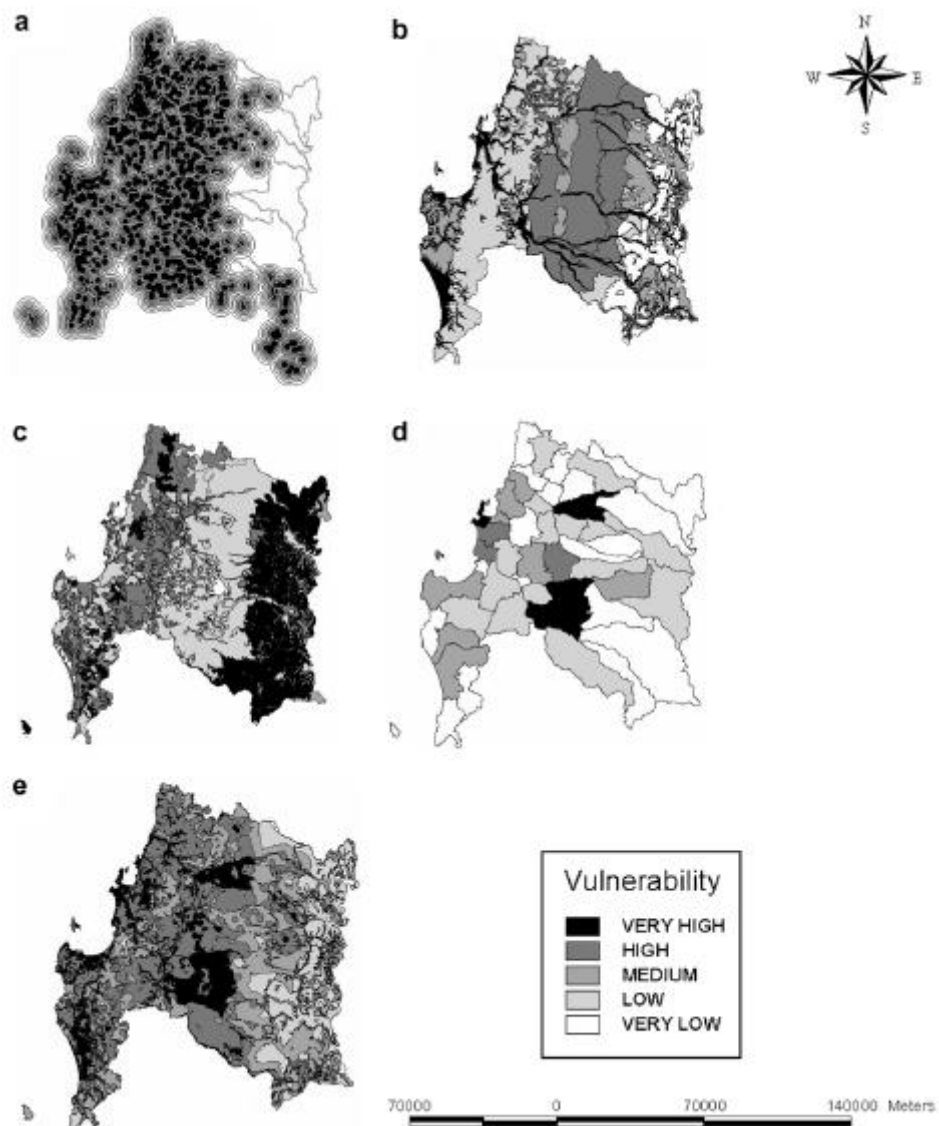 a
b
N
W E
S
c
d
e
Vulnerability
VERY HIGH
HIGH
MEDIUM
LOW
VERY LOW
70000 0 70000 140000 Meters